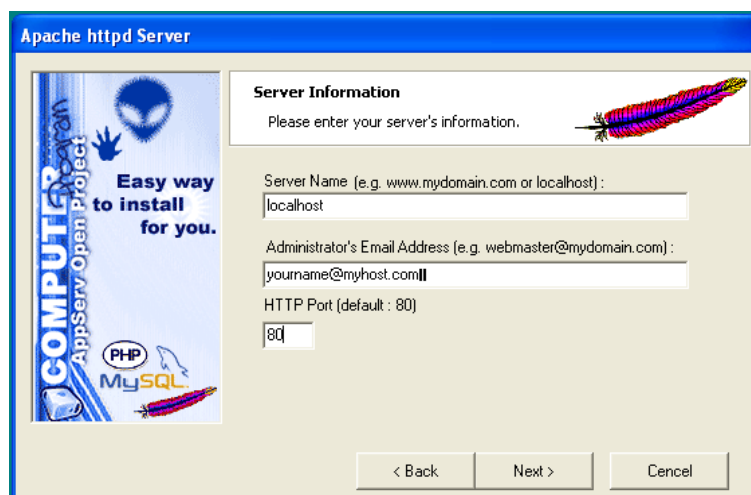 Apache httpd Server
Server Information
Please enter your server's information.
Easy way
to install
for you.
COMPUTER
AppServ Open Project
PHP
MySQL
Server Name (e.g. www.mydomain.com or localhost) :
localhost
Administrator's Email Address (e.g. webmaster@mydomain.com) :
yourname@myhost.com
HTTP Port (default : 80)
80
< Back
Next >
Cencel